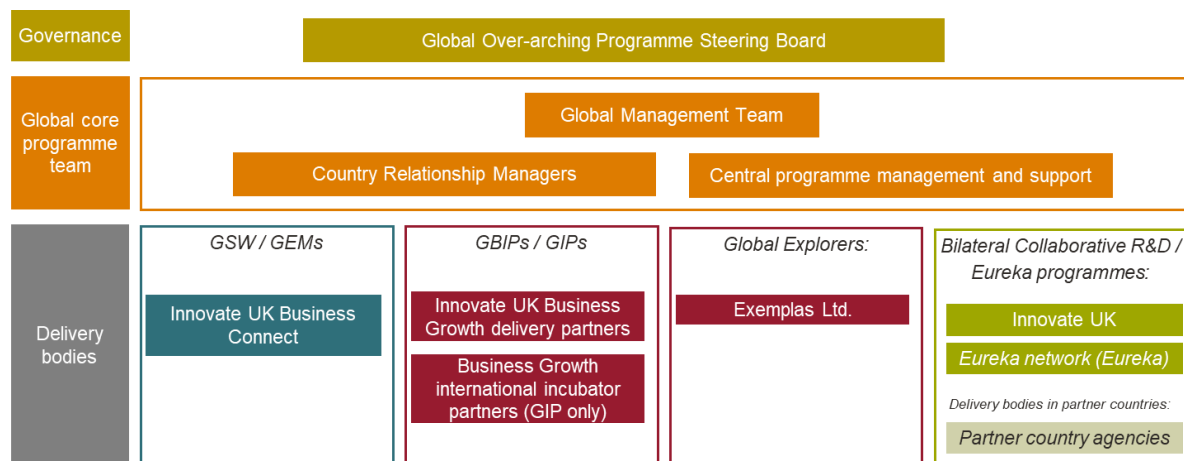 Governance
Global Over-arching Programme Steering Board
Global core
programme
team
Global Management Team
Country Relationship Managers
Central programme management and support
Delivery
bodies
GSW / GEMs
Innovate UK Business
Connect
GBIPs / GIPs
Innovate UK Business
Growth delivery partners
Business Growth
international incubator
partners (GIP only)
Global Explorers:
Exemplas Ltd.
Bilateral Collaborative R&D /
Eureka programmes:
Innovate UK
Eureka network (Eureka)
Delivery bodies in partner countries:
Partner country agencies